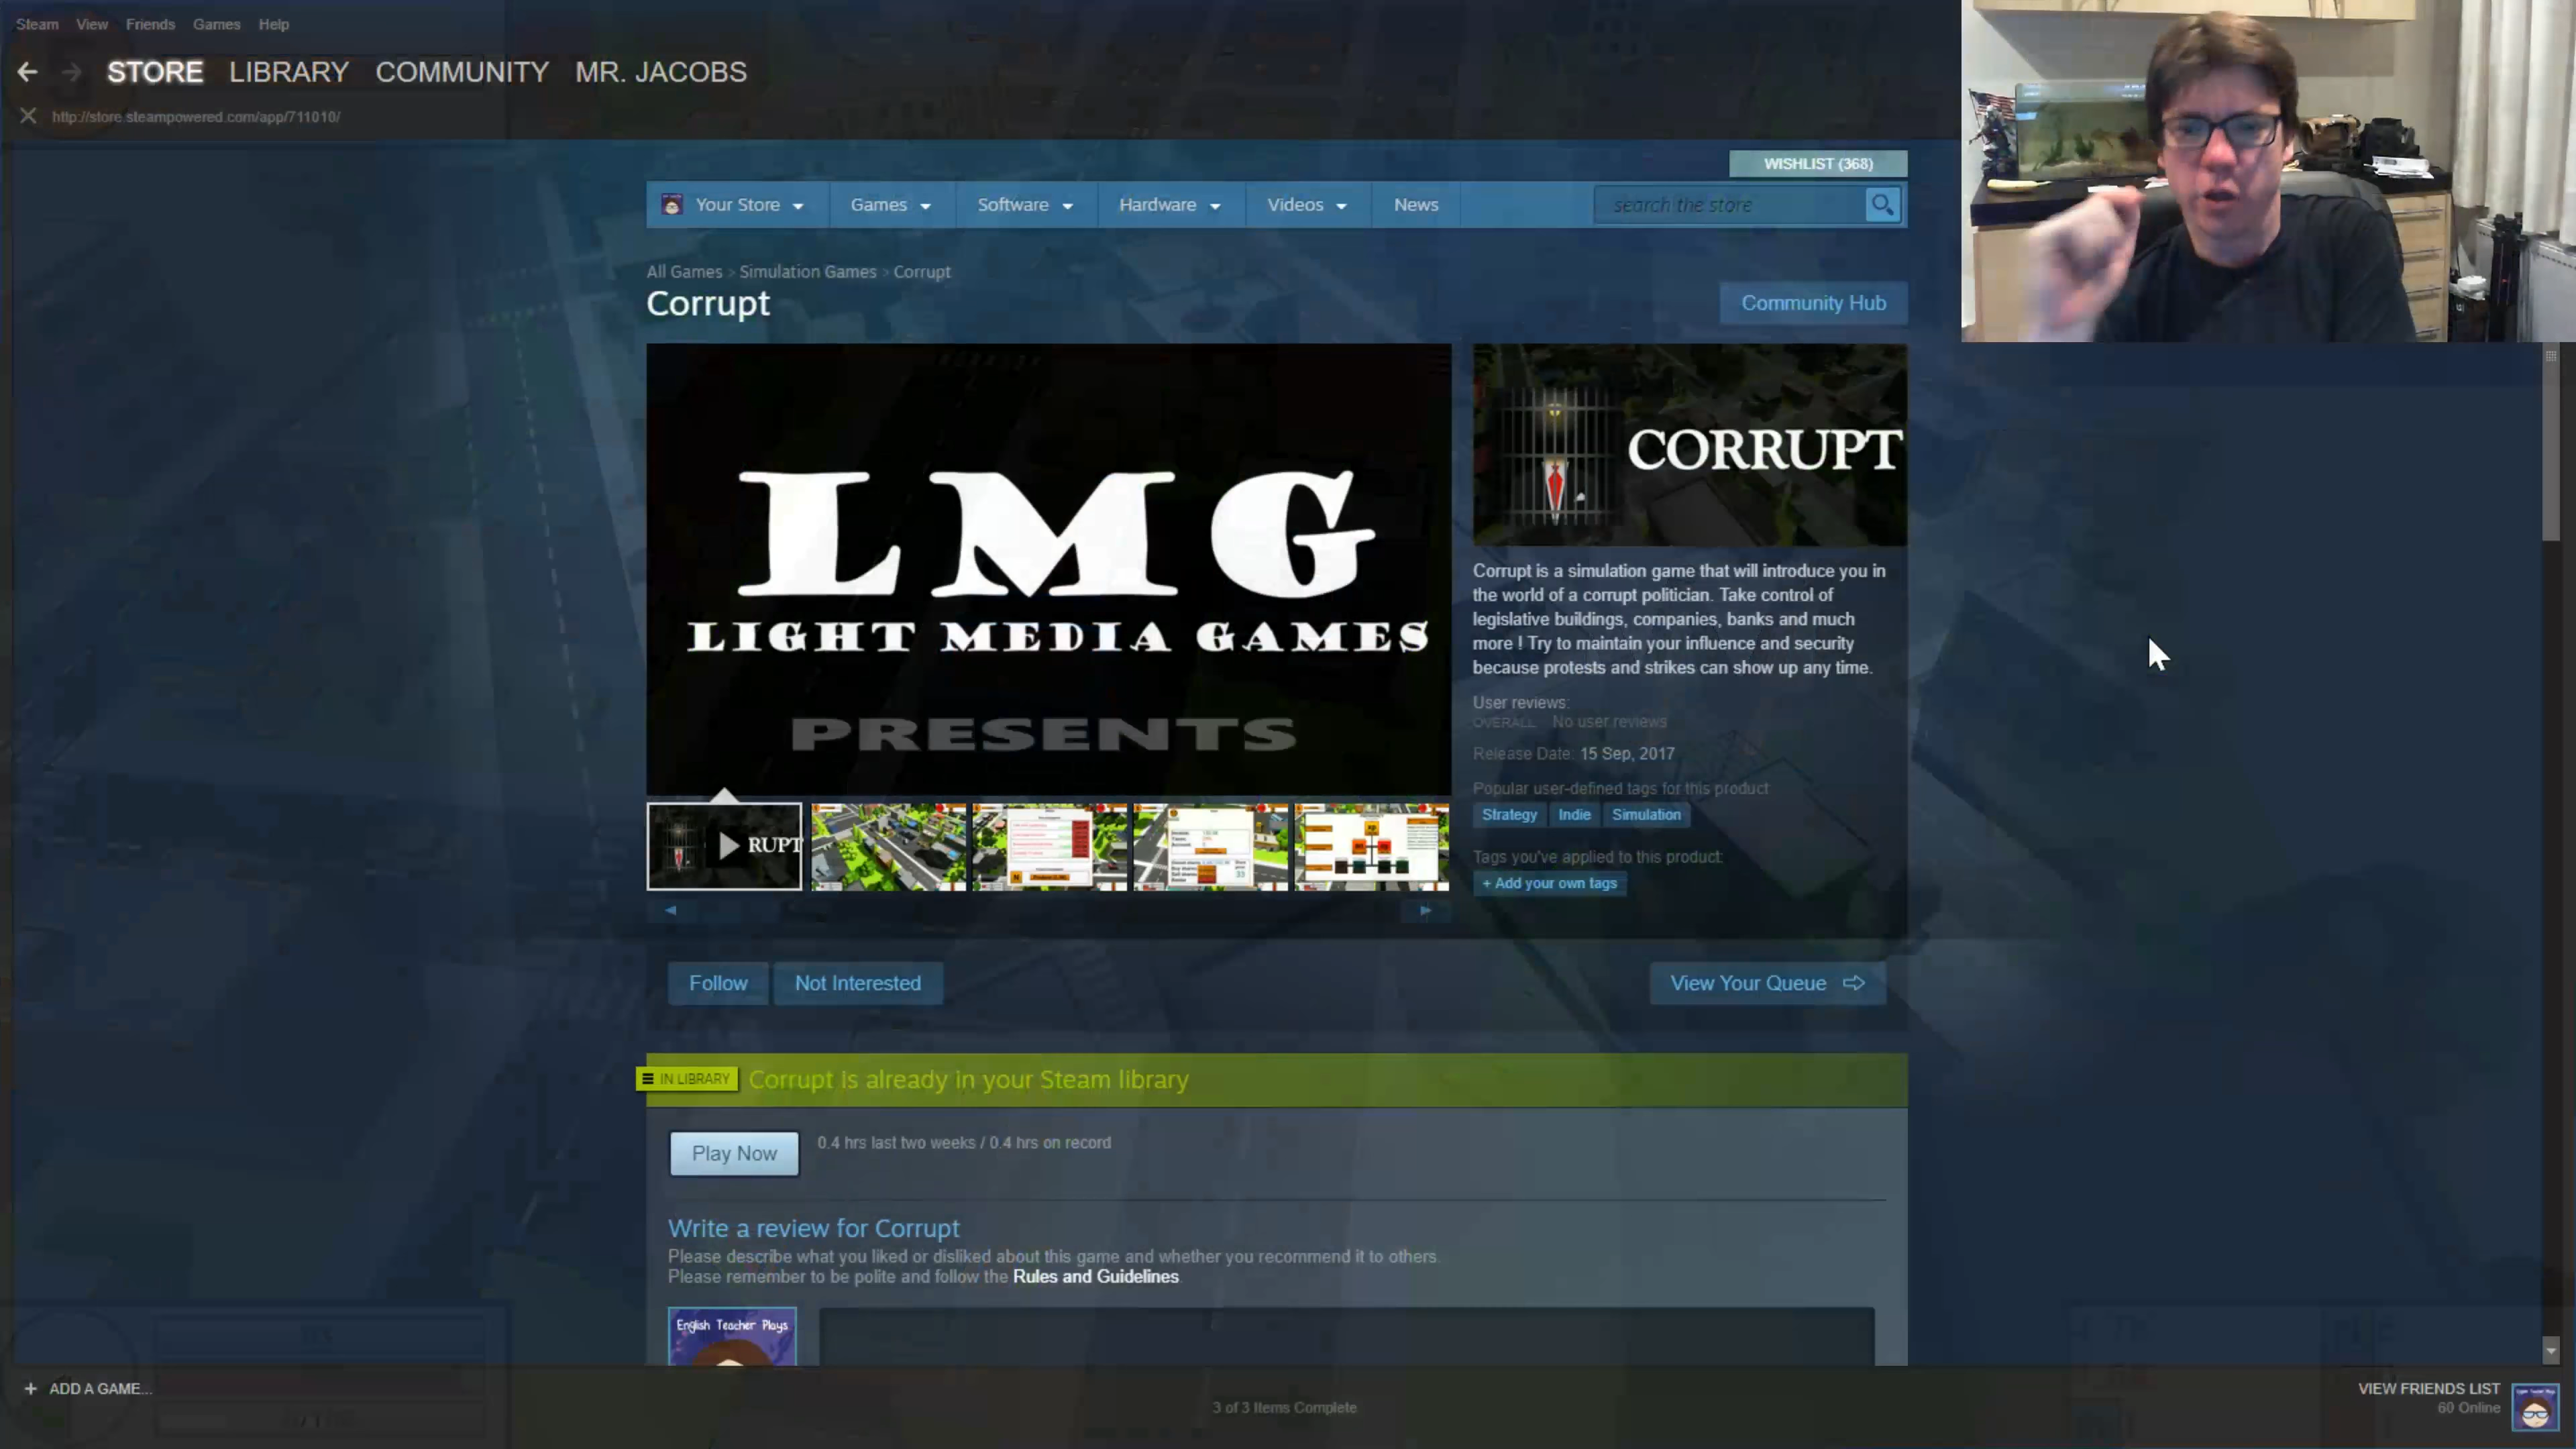 Steam View Friends Games Help
STORE LIBRARY COMMUNITY MR. JACOBS
http://store.steampowered.com/app/711010/
WISHLIST (368)
Your Store Games Software Hardware Videos News search the store
All Games > Simulation Games > Corrupt
Corrupt
Community Hub
LMG
LIGHT MEDIA GAMES
PRESENTS
CORRUPT
Corrupt is a simulation game that will introduce you in
the world of a corrupt politician. Take control of
legislative buildings, companies, banks and much
more ! Try to maintain your influence and security
because protests and strikes can show up any time.
User reviews:
OVERALL No user reviews
Release Date: 15 Sep, 2017
Popular user-defined tags for this product
Strategy Indie Simulation
Tags you've applied to this product:
+ Add your own tags
RUPT
Follow Not Interested
View Your Queue
IN LIBRARY Corrupt is already in your Steam library
Play Now 0.4 hrs last two weeks / 0.4 hrs on record
Write a review for Corrupt
Please describe what you liked or disliked about this game and whether you recommend it to others.
Please remember to be polite and follow the Rules and Guidelines.
English Teacher Plays
+ ADD A GAME...
3 of 3 Items Complete
VIEW FRIENDS LIST
60 Online